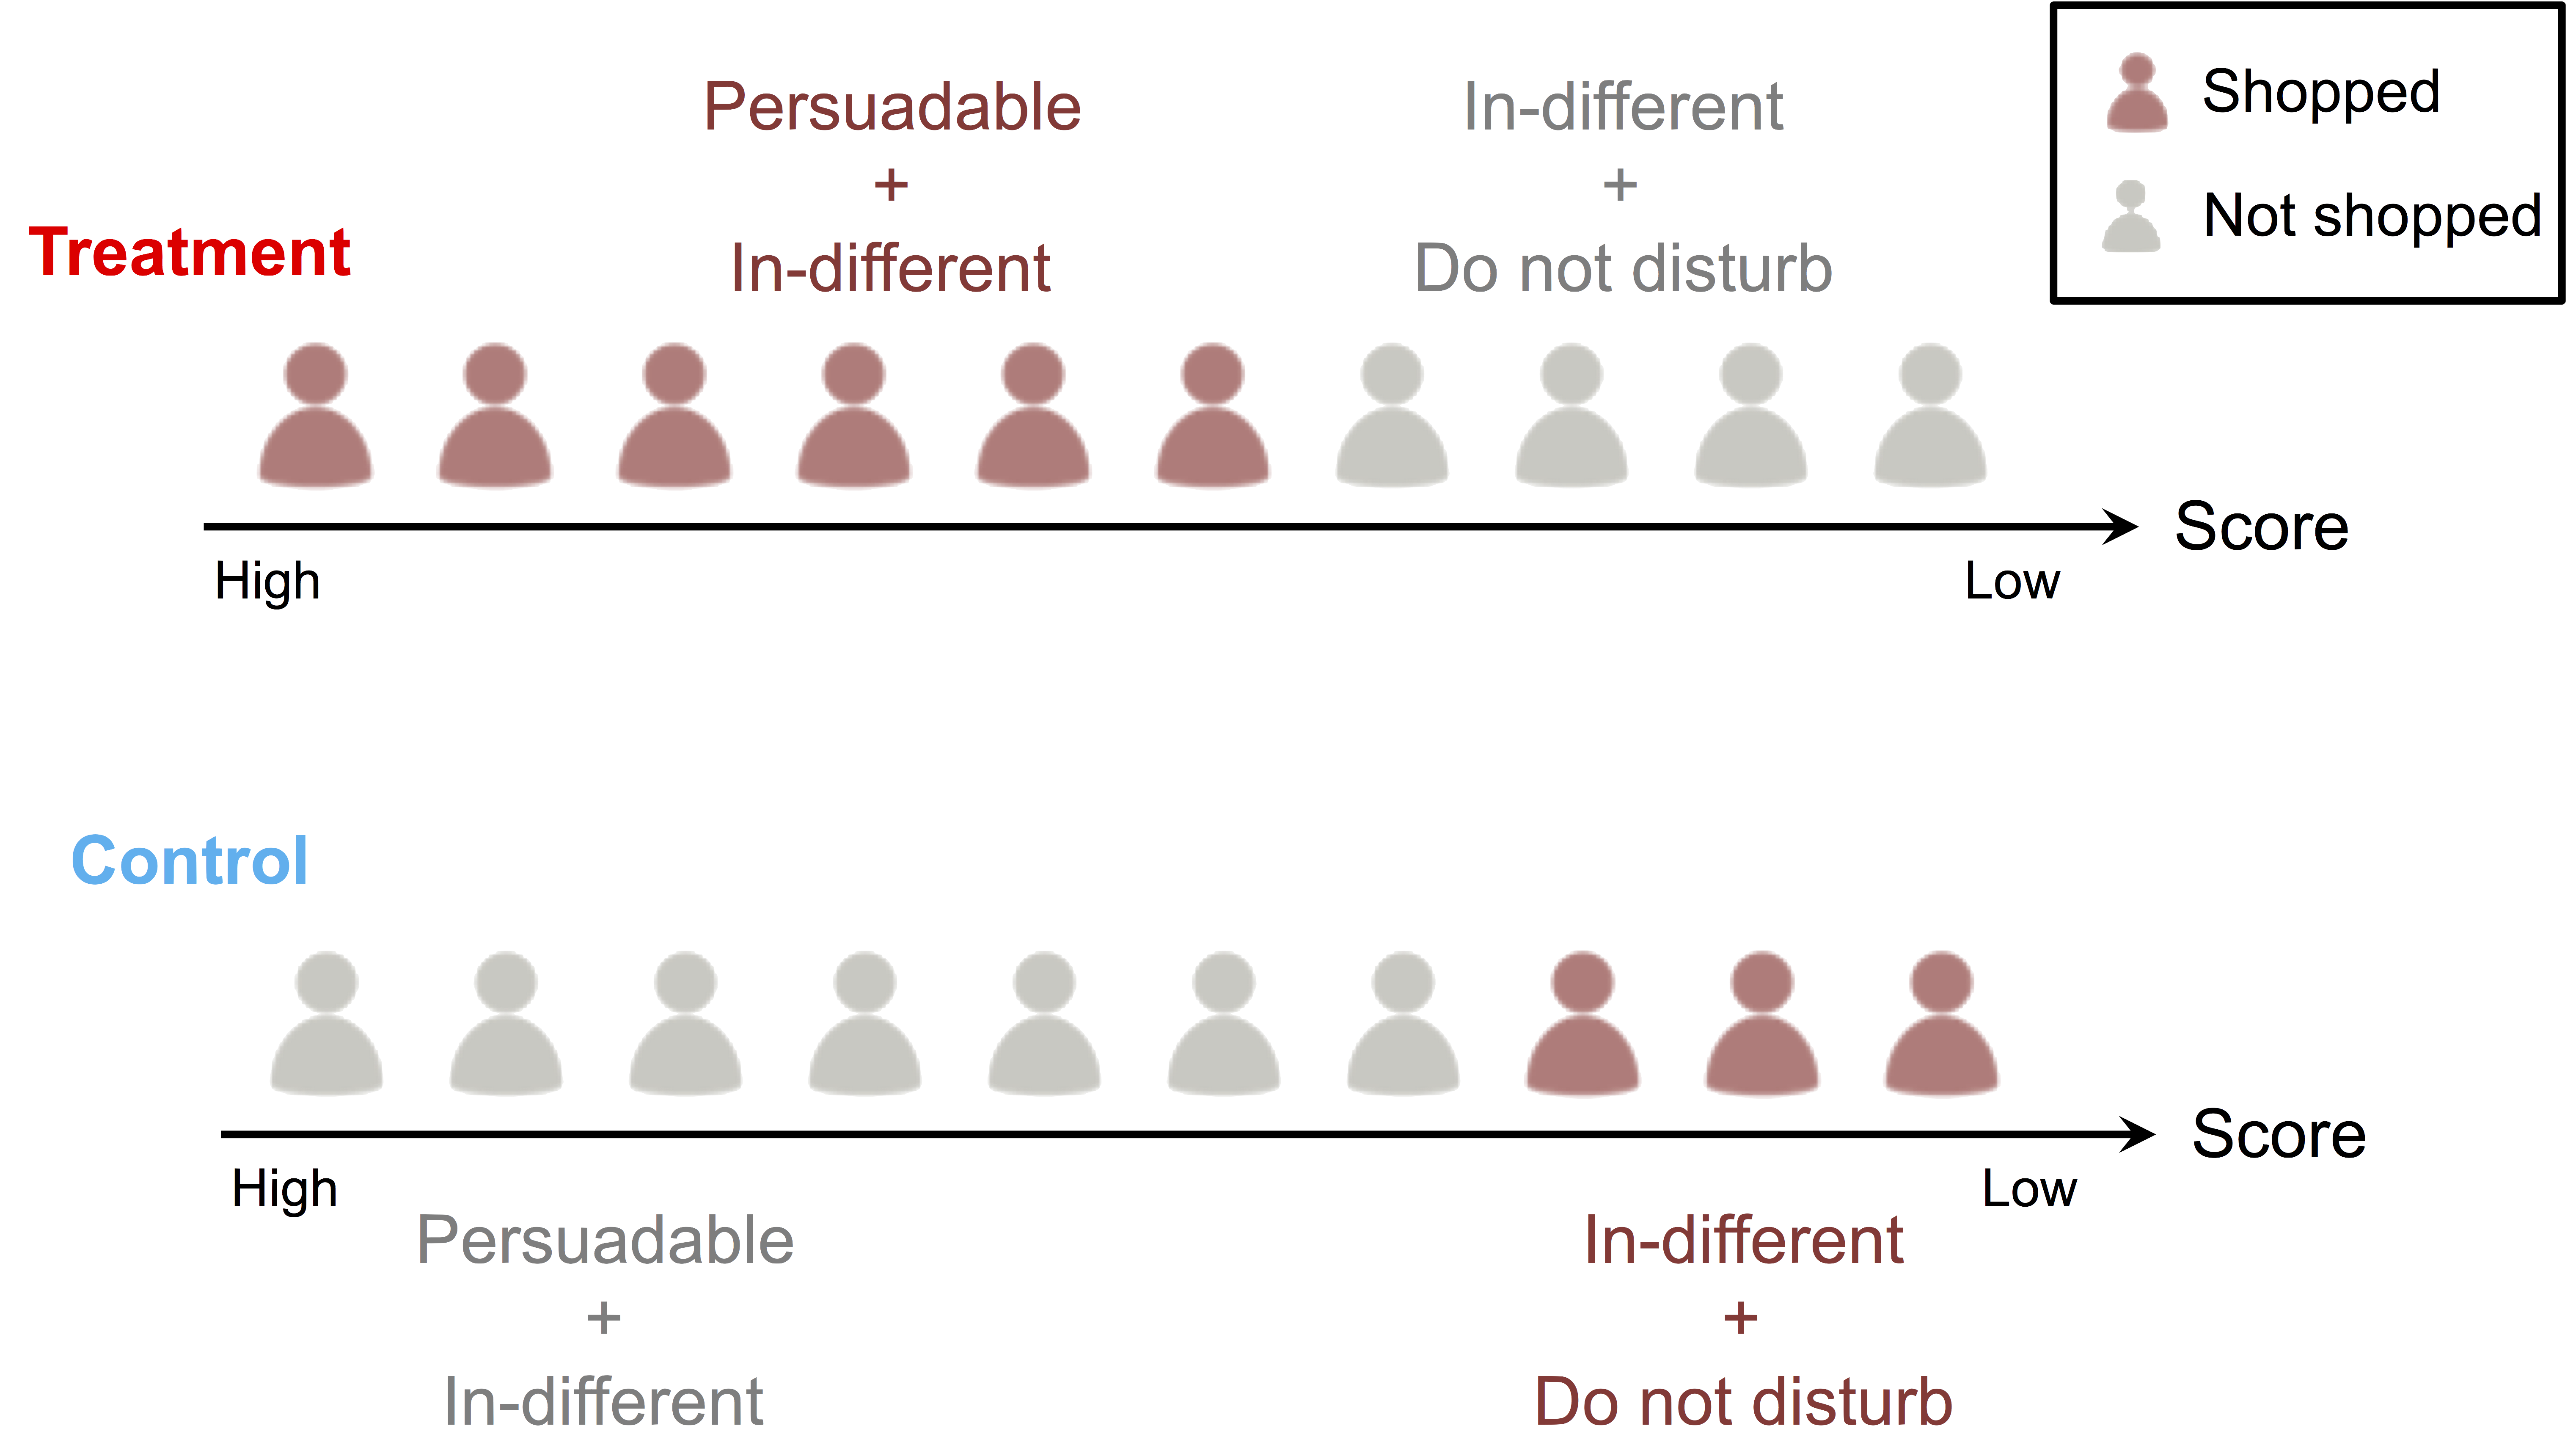 Shopped
Not shopped
Persuadable
+
In-different
In-different
+
Do not disturb
Treatment
Score
High
Low
Control
Score
High
Low
Persuadable
+
In-different
In-different
+
Do not disturb